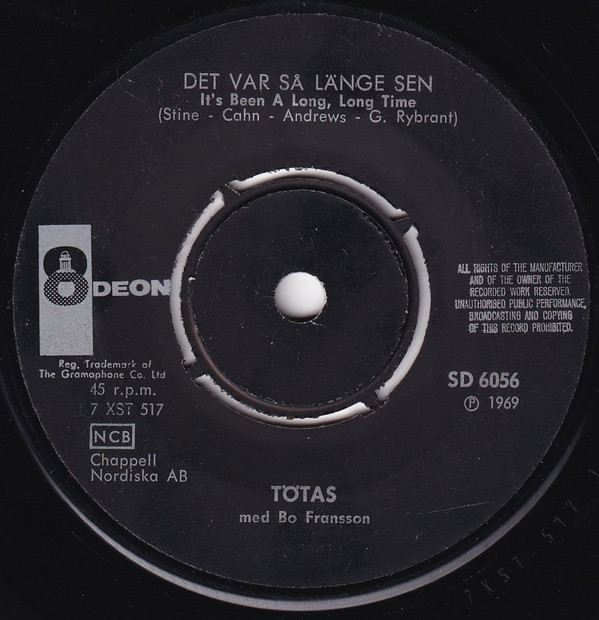 DET VAR SÅ LÄNGE SEN
It's Been A Long, Long Time
(Stine - Cahn - Andrews - G. Rybrant)
ODEON
Reg. Trademark of
The Gramophone Co. Ltd
45 r.p.m.
7 XST 517
NCB
Chappell
Nordiska AB
ALL RIGHTS OF THE MANUFACTURER
AND OF THE OWNER OF THE
RECORDED WORK RESERVED.
UNAUTHORISED PUBLIC PERFORMANCE,
BROADCASTING AND COPYING
OF THIS RECORD PROHIBITED.
SD 6056
Ⓟ 1969
TÖTAS
med Bo Fransson
7XST 517